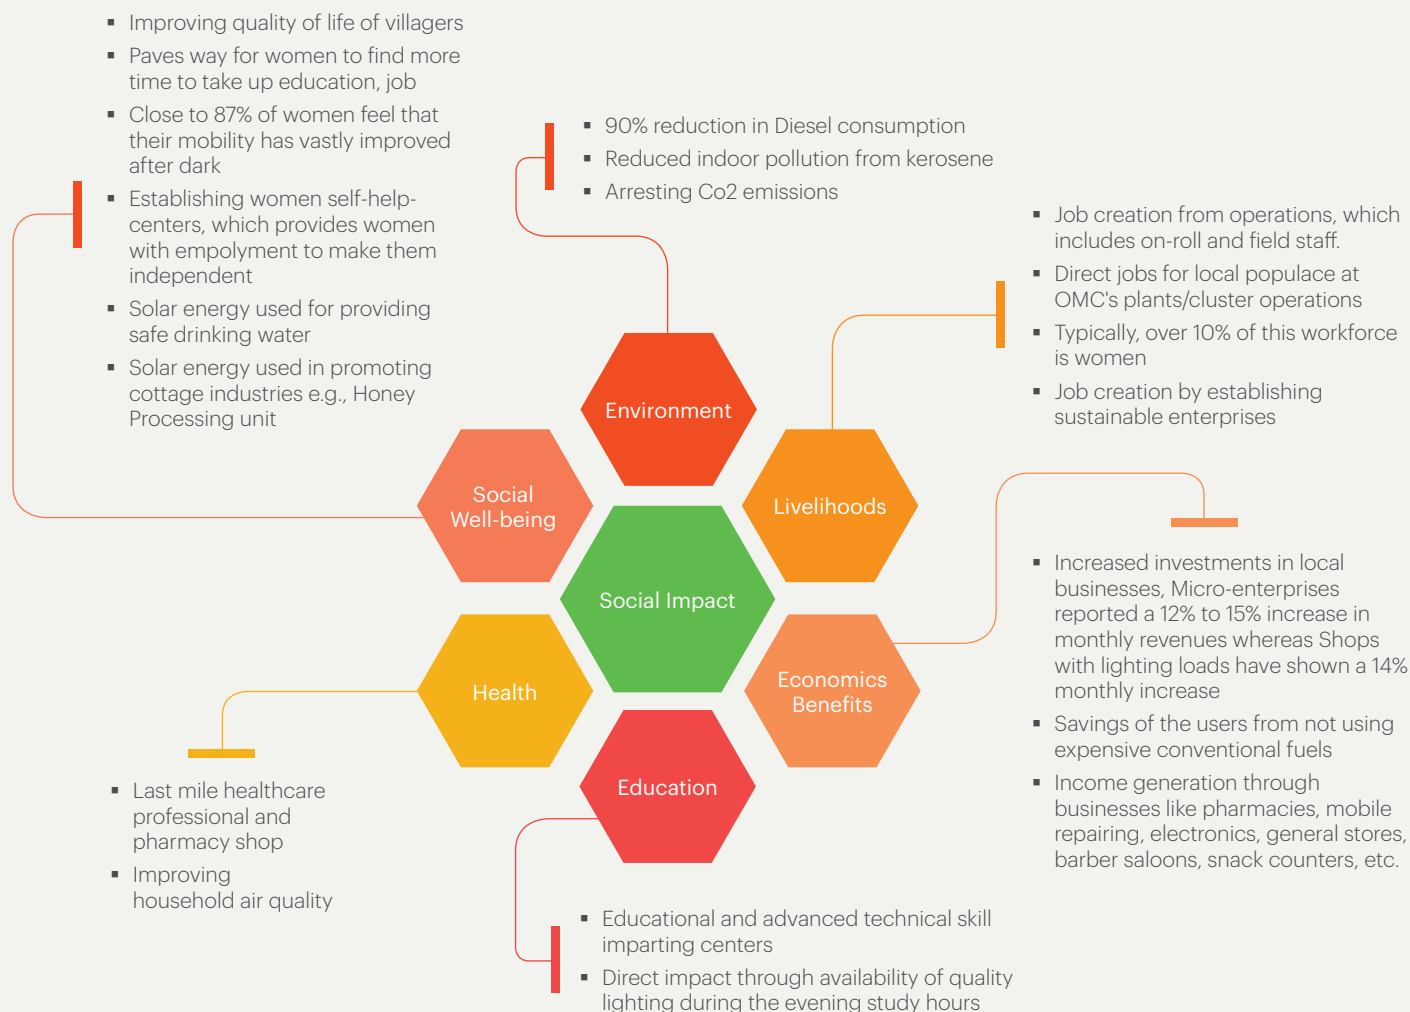 ▪ Improving quality of life of villagers
▪ Paves way for women to find more
time to take up education, job
▪ Close to 87% of women feel that
their mobility has vastly improved
after dark
▪ Establishing women self-help-
centers, which provides women
with empolyment to make them
independent
▪ Solar energy used for providing
safe drinking water
▪ Solar energy used in promoting
cottage industries e.g., Honey
Processing unit
▪ 90% reduction in Diesel consumption
▪ Reduced indoor pollution from kerosene
▪ Arresting Co2 emissions
▪ Job creation from operations, which
includes on-roll and field staff.
▪ Direct jobs for local populace at
OMC's plants/cluster operations
▪ Typically, over 10% of this workforce
is women
▪ Job creation by establishing
sustainable enterprises
Environment
Social
Well-being
Livelihoods
Social Impact
Health
Economics
Benefits
Education
▪ Increased investments in local
businesses, Micro-enterprises
reported a 12% to 15% increase in
monthly revenues whereas Shops
with lighting loads have shown a 14%
monthly increase
▪ Savings of the users from not using
expensive conventional fuels
▪ Income generation through
businesses like pharmacies, mobile
repairing, electronics, general stores,
barber saloons, snack counters, etc.
▪ Last mile healthcare
professional and
pharmacy shop
▪ Improving
household air quality
▪ Educational and advanced technical skill
imparting centers
▪ Direct impact through availability of quality
lighting during the evening study hours